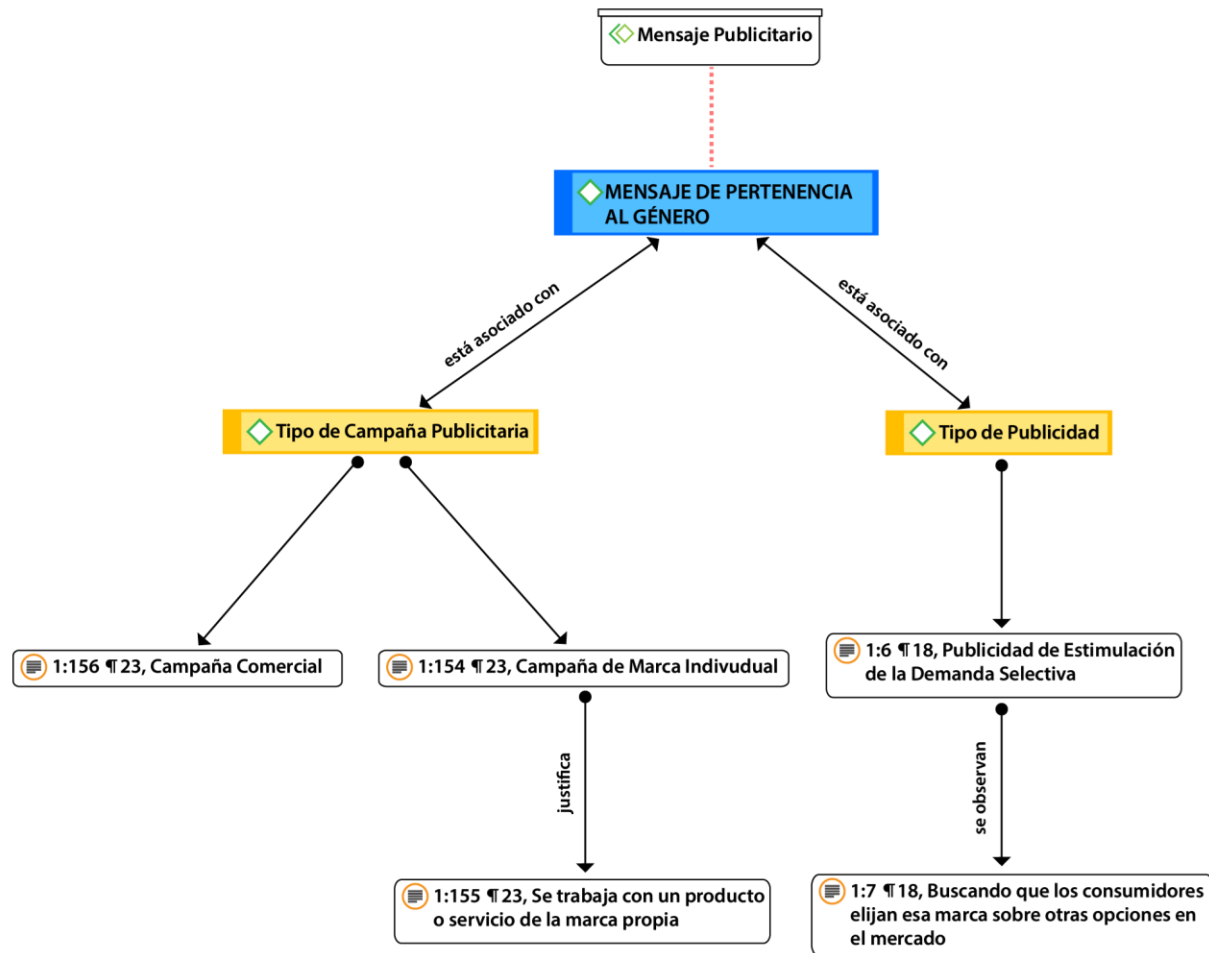 Mensaje Publicitario
MENSAJE DE PERTENENCIA
AL GÉNERO
está asociado con
está asociado con
Tipo de Campaña Publicitaria
Tipo de Publicidad
1:156 ¶ 23, Campaña Comercial
1:154 ¶ 23, Campaña de Marca Indivudual
1:6 ¶ 18, Publicidad de Estimulación
de la Demanda Selectiva
justifica
se observan
1:155 ¶ 23, Se trabaja con un producto
o servicio de la marca propia
1:7 ¶ 18, Buscando que los consumidores
elijan esa marca sobre otras opciones en
el mercado